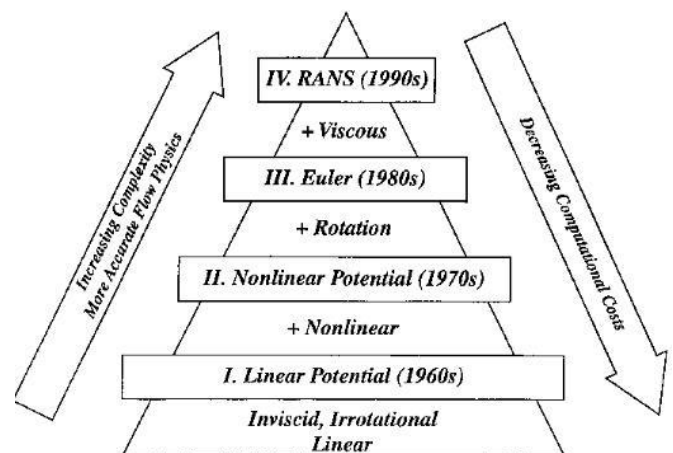 IV. RANS (1990s)
+ Viscous
III. Euler (1980s)
+ Rotation
II. Nonlinear Potential (1970s)
+ Nonlinear
I. Linear Potential (1960s)
Inviscid, Irrotational
Linear
Increasing Complexity
More Accurate Flow Physics
Decreasing Computational Costs